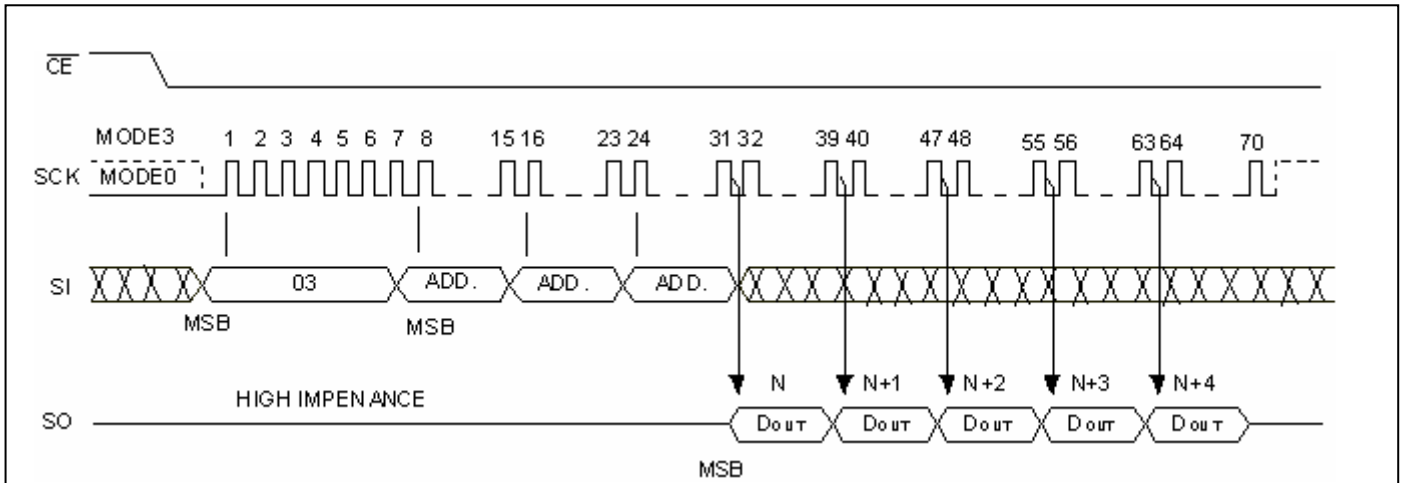 CE
MODE3 1 2 3 4 5 6 7 8 15 16 23 24 31 32 39 40 47 48 55 56 63 64 70
SCK MODE0
SI 03 ADD. ADD. ADD.
MSB MSB
HIGH IMPENANCE N N+1 N+2 N+3 N+4
SO DOUT DOUT DOUT DOUT DOUT
MSB